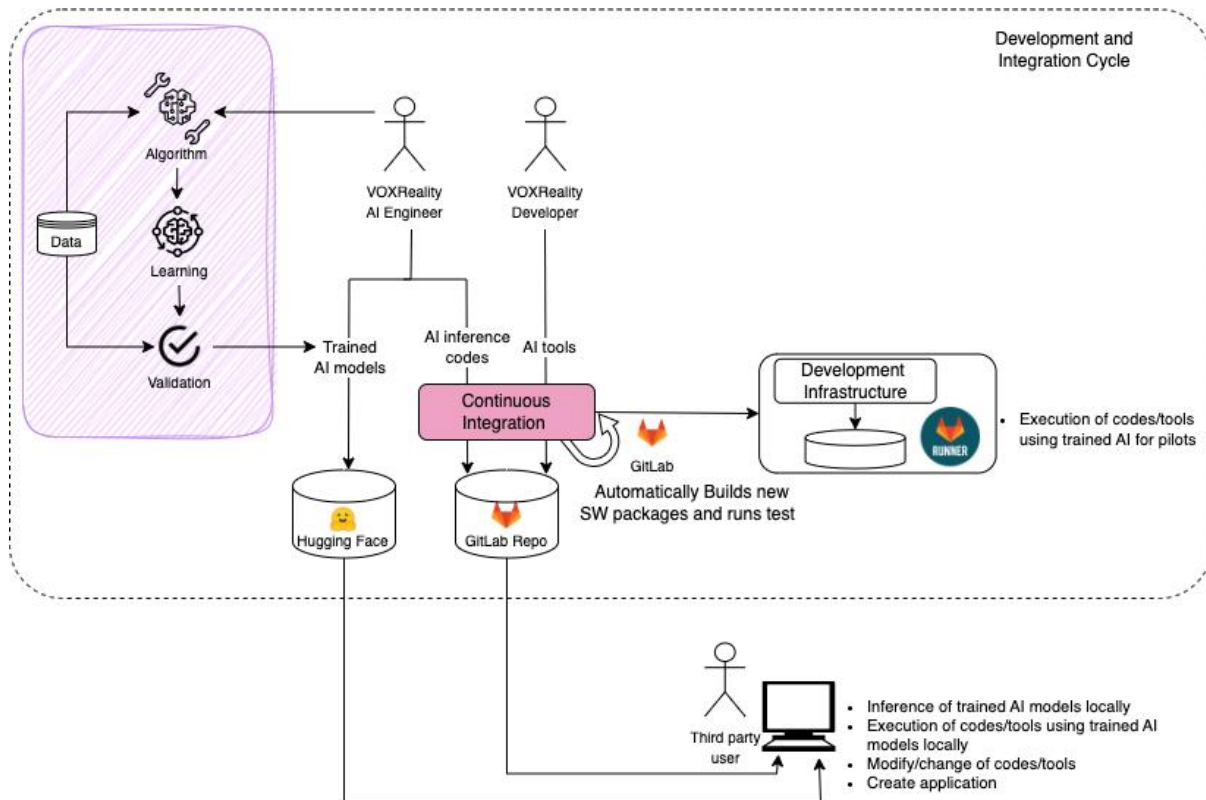 Development and
Integration Cycle
Algorithm
Data
Learning
Validation
VOXReality
AI Engineer
VOXReality
Developer
Trained
AI models
AI inference
codes
AI tools
Continuous
Integration
GitLab
Automatically Builds new
SW packages and runs test
Development
Infrastructure
RUNNER
• Execution of codes/tools
using trained AI for pilots
Hugging Face
GitLab Repo
Third party
user
• Inference of trained AI models locally
• Execution of codes/tools using trained AI
models locally
• Modify/change of codes/tools
• Create application